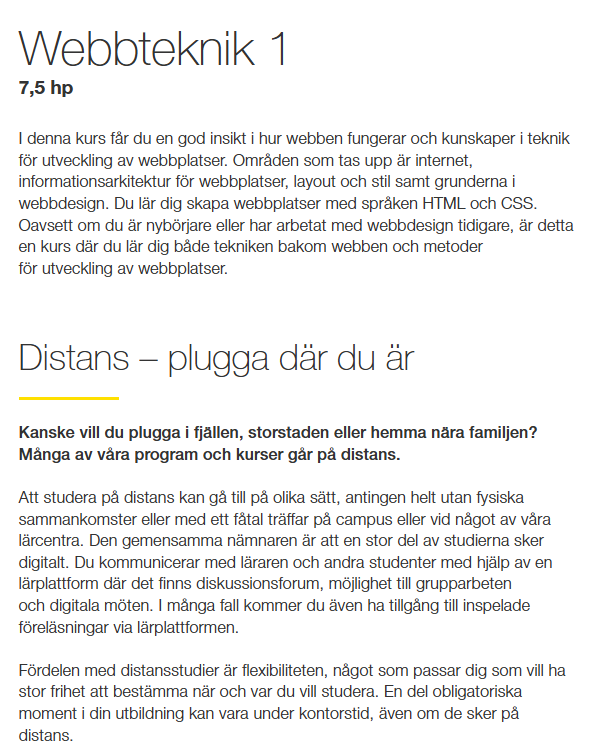 Webbteknik 1
7,5 hp
I denna kurs får du en god insikt i hur webben fungerar och kunskaper i teknik
för utveckling av webbplatser. Områden som tas upp är internet,
informationsarkitektur för webbplatser, layout och stil samt grunderna i
webbdesign. Du lär dig skapa webbplatser med språken HTML och CSS.
Oavsett om du är nybörjare eller har arbetat med webbdesign tidigare, är detta
en kurs där du lär dig både tekniken bakom webben och metoder
för utveckling av webbplatser.
Distans – plugga där du är
Kanske vill du plugga i fjällen, storstaden eller hemma nära familjen?
Många av våra program och kurser går på distans.
Att studera på distans kan gå till på olika sätt, antingen helt utan fysiska
sammankomster eller med ett fåtal träffar på campus eller vid något av våra
lärcentra. Den gemensamma nämnaren är att en stor del av studierna sker
digitalt. Du kommunicerar med läraren och andra studenter med hjälp av en
lärplattform där det finns diskussionsforum, möjlighet till grupparbeten
och digitala möten. I många fall kommer du även ha tillgång till inspelade
föreläsningar via lärplattformen.
Fördelen med distansstudier är flexibiliteten, något som passar dig som vill ha
stor frihet att bestämma när och var du vill studera. En del obligatoriska
moment i din utbildning kan vara under kontorstid, även om de sker på
distans.